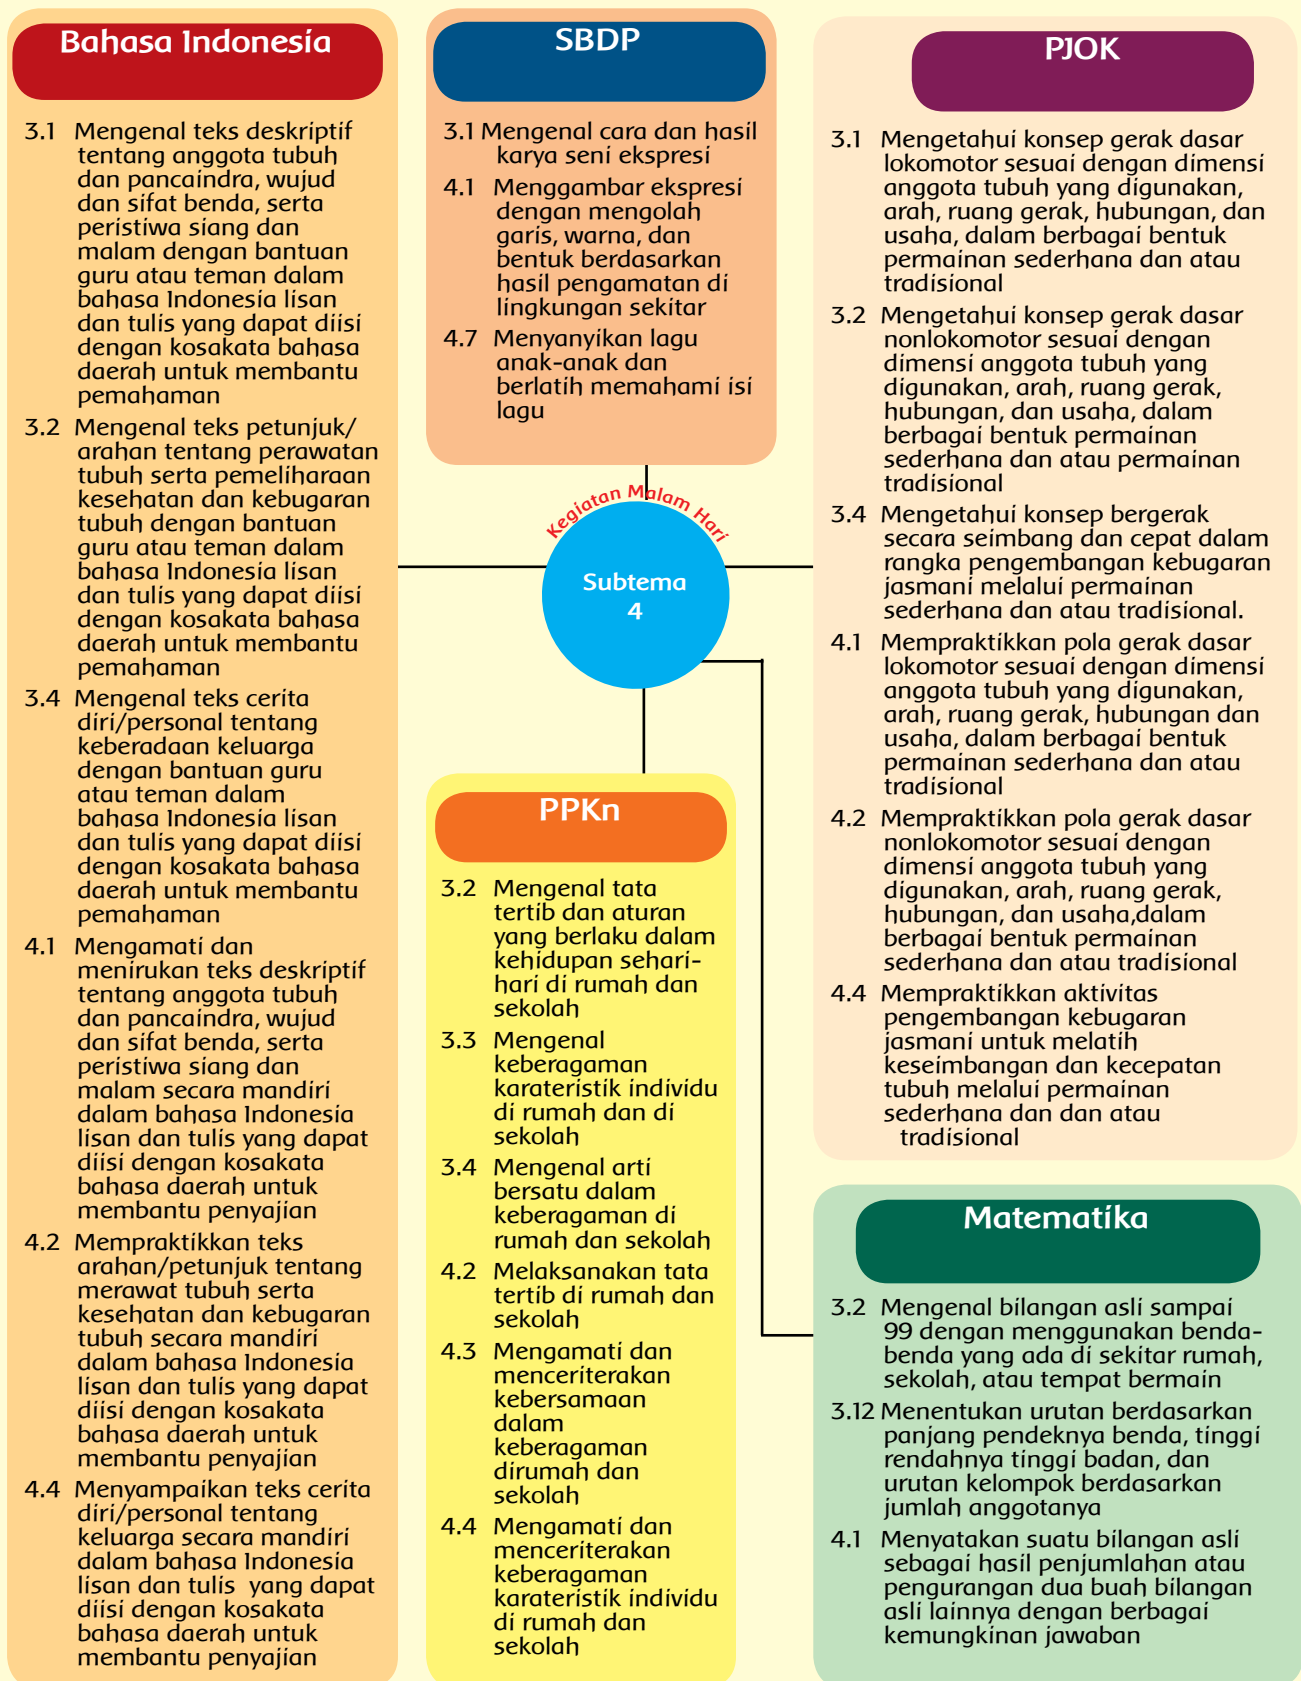 Bahasa Indonesia
3.1 Mengenal teks deskriptif
tentang anggota tubuh
dan pancaindra, wujud
dan sifat benda, serta
peristiwa siang dan
malam dengan bantuan
guru atau teman dalam
bahasa Indonesia lisan
dan tulis yang dapat diisi
dengan kosakata bahasa
daerah untuk membantu
pemahaman
3.2 Mengenal teks petunjuk/
arahan tentang perawatan
tubuh serta pemeliharaan
kesehatan dan kebugaran
tubuh dengan bantuan
guru atau teman dalam
bahasa Indonesia lisan
dan tulis yang dapat diisi
dengan kosakata bahasa
daerah untuk membantu
pemahaman
3.4 Mengenal teks cerita
diri/personal tentang
keberadaan keluarga
dengan bantuan guru
atau teman dalam
bahasa Indonesia lisan
dan tulis yang dapat diisi
dengan kosakata bahasa
daerah untuk membantu
pemahaman
4.1 Mengamati dan
menirukan teks deskriptif
tentang anggota tubuh
dan pancaindra, wujud
dan sifat benda, serta
peristiwa siang dan
malam secara mandiri
dalam bahasa Indonesia
lisan dan tulis yang dapat
diisi dengan kosakata
bahasa daerah untuk
membantu penyajian
4.2 Mempraktikkan teks
arahan/petunjuk tentang
merawat tubuh serta
kesehatan dan kebugaran
tubuh secara mandiri
dalam bahasa Indonesia
lisan dan tulis yang dapat
diisi dengan kosakata
bahasa daerah untuk
membantu penyajian
4.4 Menyampaikan teks cerita
diri/personal tentang
keluarga secara mandiri
dalam bahasa Indonesia
lisan dan tulis yang dapat
diisi dengan kosakata
bahasa daerah untuk
membantu penyajian
SBDP
3.1 Mengenal cara dan hasil
karya seni ekspresi
4.1 Menggambar ekspresi
dengan mengolah
garis, warna, dan
bentuk berdasarkan
hasil pengamatan di
lingkungan sekitar
4.7 Menyanyikan lagu
anak-anak dan
berlatih memahami isi
lagu
Kegiatan Malam Hari
Subtema
4
PPKn
3.2 Mengenal tata
tertib dan aturan
yang berlaku dalam
kehidupan sehari-
hari di rumah dan
sekolah
3.3 Mengenal
keberagaman
karateristik individu
di rumah dan di
sekolah
3.4 Mengenal arti
bersatu dalam
keberagaman di
rumah dan sekolah
4.2 Melaksanakan tata
tertib di rumah dan
sekolah
4.3 Mengamati dan
menceriterakan
kebersamaan
dalam
keberagaman
dirumah dan
sekolah
4.4 Mengamati dan
menceriterakan
keberagaman
karateristik individu
di rumah dan
sekolah
PJOK
3.1 Mengetahui konsep gerak dasar
lokomotor sesuai dengan dimensi
anggota tubuh yang digunakan,
arah, ruang gerak, hubungan, dan
usaha, dalam berbagai bentuk
permainan sederhana dan atau
tradisional
3.2 Mengetahui konsep gerak dasar
nonlokomotor sesuai dengan
dimensi anggota tubuh yang
digunakan, arah, ruang gerak,
hubungan, dan usaha, dalam
berbagai bentuk permainan
sederhana dan atau permainan
tradisional
3.4 Mengetahui konsep bergerak
secara seimbang dan cepat dalam
rangka pengembangan kebugaran
jasmani melalui permainan
sederhana dan atau tradisional.
4.1 Mempraktikkan pola gerak dasar
lokomotor sesuai dengan dimensi
anggota tubuh yang digunakan,
arah, ruang gerak, hubungan dan
usaha, dalam berbagai bentuk
permainan sederhana dan atau
tradisional
4.2 Mempraktikkan pola gerak dasar
nonlokomotor sesuai dengan
dimensi anggota tubuh yang
digunakan, arah, ruang gerak,
hubungan, dan usaha,dalam
berbagai bentuk permainan
sederhana dan atau tradisional
4.4 Mempraktikkan aktivitas
pengembangan kebugaran
jasmani untuk melatih
keseimbangan dan kecepatan
tubuh melalui permainan
sederhana dan dan atau
tradisional
Matematika
3.2 Mengenal bilangan asli sampai
99 dengan menggunakan benda-
benda yang ada di sekitar rumah,
sekolah, atau tempat bermain
3.12 Menentukan urutan berdasarkan
panjang pendeknya benda, tinggi
rendahnya tinggi badan, dan
urutan kelompok berdasarkan
jumlah anggotanya
4.1 Menyatakan suatu bilangan asli
sebagai hasil penjumlahan atau
pengurangan dua buah bilangan
asli lainnya dengan berbagai
kemungkinan jawaban